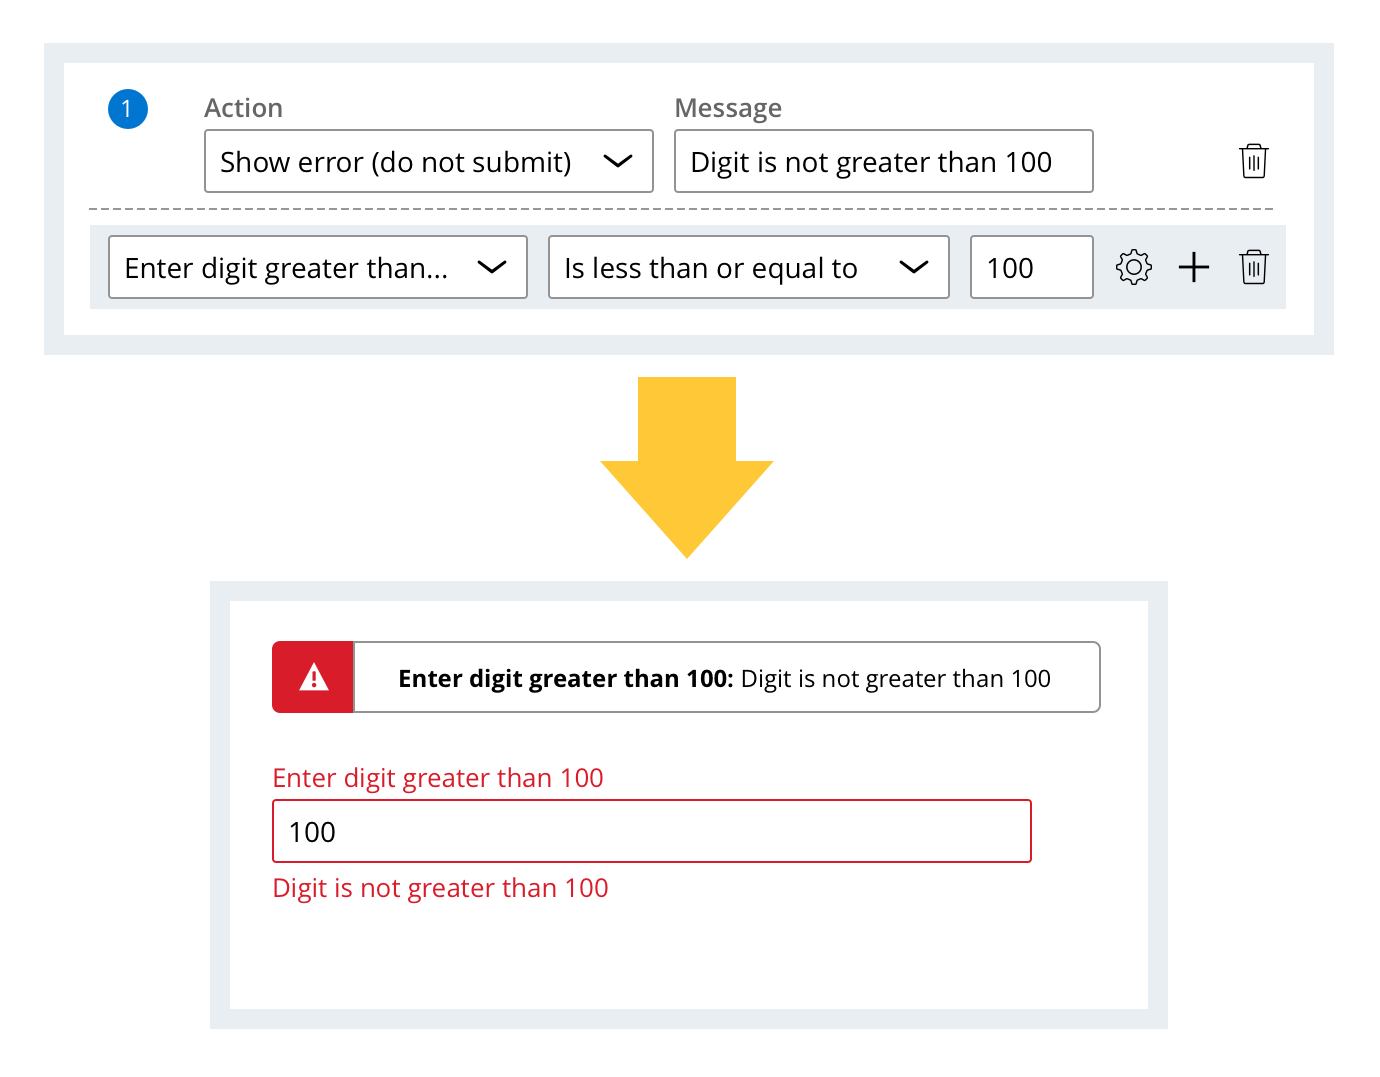 1
Action
Message
Show error (do not submit)
Digit is not greater than 100
Enter digit greater than...
Is less than or equal to
100
Enter digit greater than 100: Digit is not greater than 100
Enter digit greater than 100
100
Digit is not greater than 100